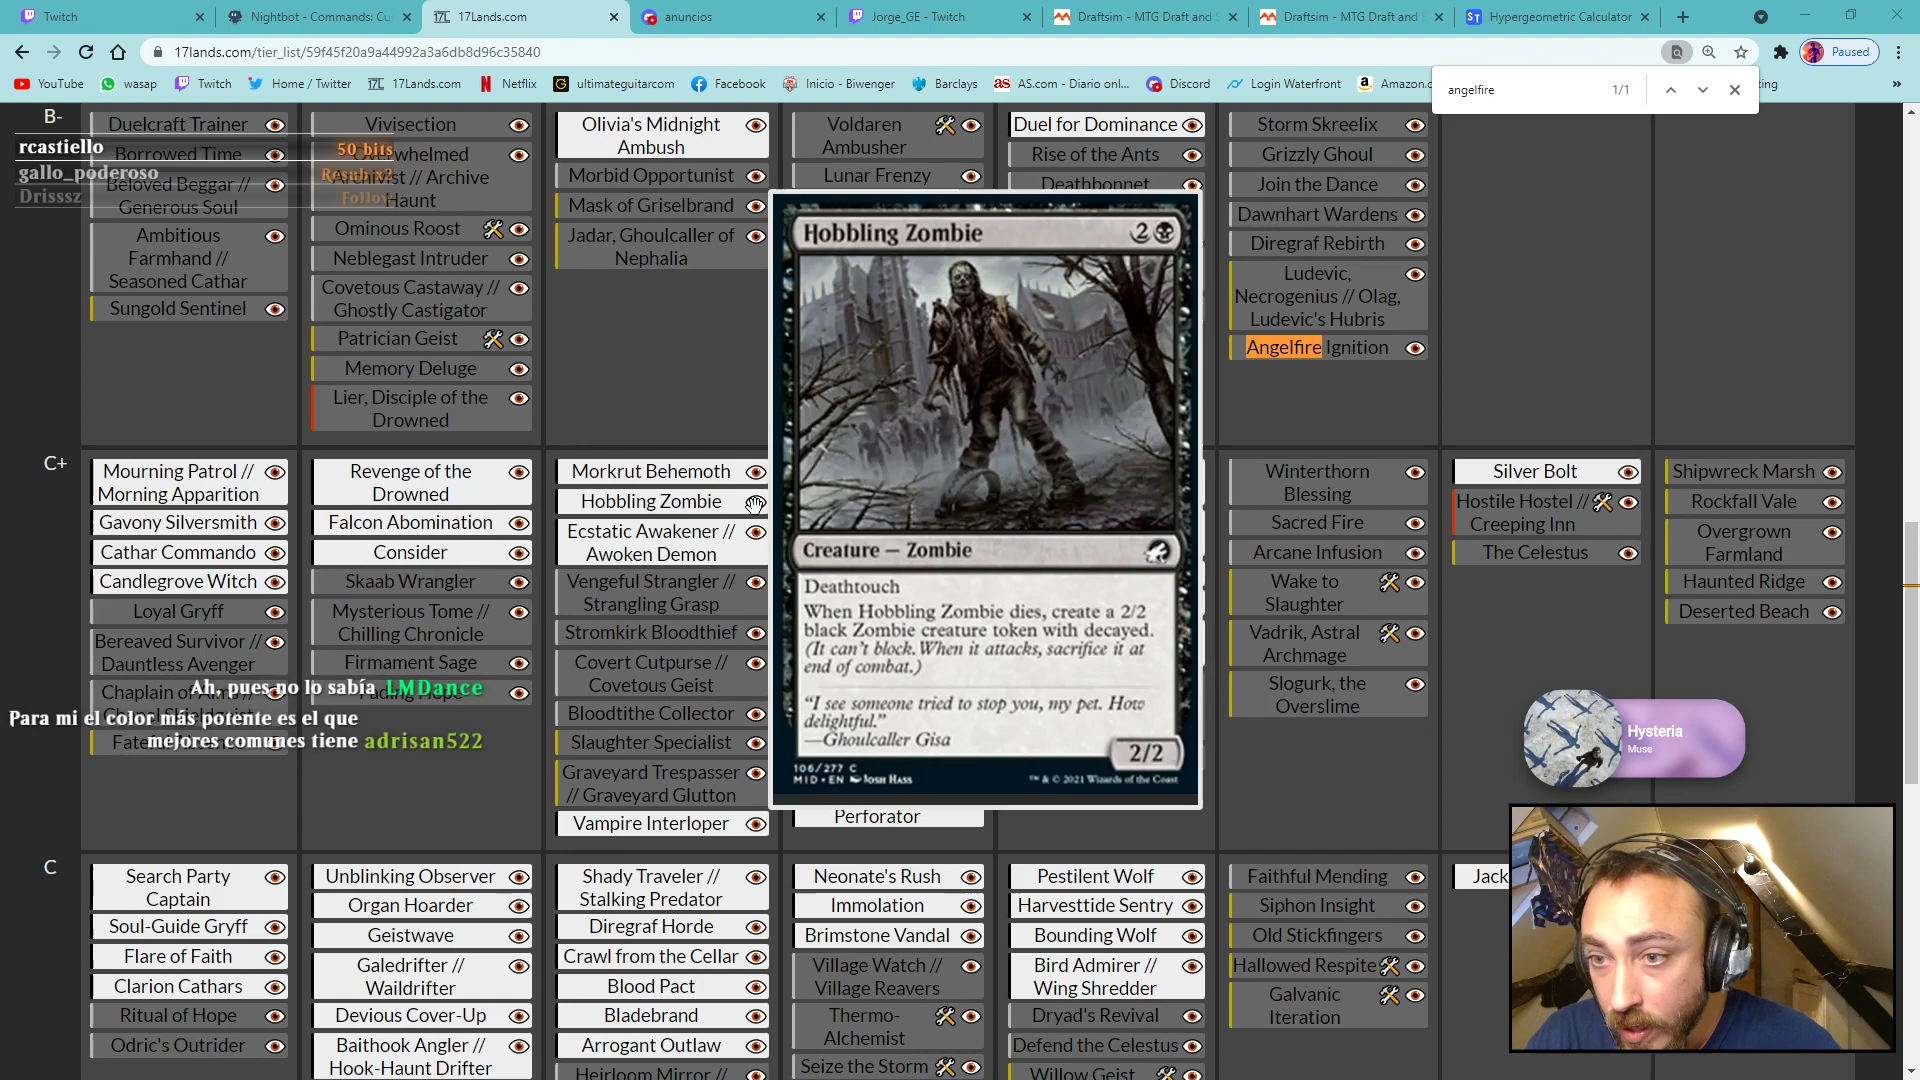 Twitch
Nightbot - Commands: Cu
17Lands.com
anuncios
Jorge_GE - Twitch
Draftsim - MTG Draft and
Draftsim - MTG Draft and
Hypergeometric Calculator
17lands.com/tier_list/59f45f20a9a44992a3a6db8d96c35840
Paused
YouTube
wasap
Twitch
Home / Twitter
17Lands.com
Netflix
ultimateguitarcom
Facebook
Inicio - Biwenger
Barclays
AS.com - Diario onl...
Discord
Login Waterfront
Amazon.c
angelfire
1/1
B-
Duelcraft Trainer
Borrowed Time
Beloved Beggar //
Generous Soul
Ambitious
Farmhand //
Seasoned Cathar
Sungold Sentinel
rcastiello
50 bits
gallo_poderoso
Resub x2
Drisssz
Follow
Vivisection
Overwhelmed
Archivist // Archive
Haunt
Ominous Roost
Neblegast Intruder
Covetous Castaway //
Ghostly Castigator
Patrician Geist
Memory Deluge
Lier, Disciple of the
Drowned
Olivia's Midnight
Ambush
Morbid Opportunist
Mask of Griselbrand
Jadar, Ghoulcaller of
Nephalia
Voldaren
Ambusher
Lunar Frenzy
Duel for Dominance
Rise of the Ants
Deathbonnet
Storm Skreelix
Grizzly Ghoul
Join the Dance
Dawnhart Wardens
Diregraf Rebirth
Ludevic,
Necrogenius // Olag,
Ludevic's Hubris
Angelfire Ignition
Hobbling Zombie
2
Creature — Zombie
Deathtouch
When Hobbling Zombie dies, create a 2/2
black Zombie creature token with decayed.
(It can't block. When it attacks, sacrifice it at
end of combat.)
"I see someone tried to stop you, my pet. How
delightful."
—Ghoulcaller Gisa
2/2
106/277 C
MID • EN Josh Hass
™ & © 2021 Wizards of the Coast
C+
Mourning Patrol //
Morning Apparition
Gavony Silversmith
Cathar Commando
Candlegrove Witch
Loyal Gryff
Bereaved Survivor //
Dauntless Avenger
Ah, pues no lo sabía LMDance
Para mi el color más potente es el que
mejores comunes tiene adrisan522
Revenge of the
Drowned
Falcon Abomination
Consider
Skaab Wrangler
Mysterious Tome //
Chilling Chronicle
Firmament Sage
Morkrut Behemoth
Hobbling Zombie
Ecstatic Awakener //
Awoken Demon
Vengeful Strangler //
Strangling Grasp
Stromkirk Bloodthief
Covert Cutpurse //
Covetous Geist
Bloodtithe Collector
Slaughter Specialist
Graveyard Trespasser
// Graveyard Glutton
Vampire Interloper
Perforator
Winterthorn
Blessing
Sacred Fire
Arcane Infusion
Wake to
Slaughter
Vadrik, Astral
Archmage
Slogurk, the
Overslime
Silver Bolt
Hostile Hostel //
Creeping Inn
The Celestus
Shipwreck Marsh
Rockfall Vale
Overgrown
Farmland
Haunted Ridge
Deserted Beach
Hysteria
Muse
C
Search Party
Captain
Soul-Guide Gryff
Flare of Faith
Clarion Cathars
Ritual of Hope
Odric's Outrider
Unblinking Observer
Organ Hoarder
Geistwave
Galedrifter //
Waildrifter
Devious Cover-Up
Baithook Angler //
Hook-Haunt Drifter
Shady Traveler //
Stalking Predator
Diregraf Horde
Crawl from the Cellar
Blood Pact
Bladebrand
Arrogant Outlaw
Heirloom Mirror //
Neonate's Rush
Immolation
Brimstone Vandal
Village Watch //
Village Reavers
Thermo-
Alchemist
Seize the Storm
Pestilent Wolf
Harvesttide Sentry
Bounding Wolf
Bird Admirer //
Wing Shredder
Dryad's Revival
Defend the Celestus
Willow Geist
Faithful Mending
Siphon Insight
Old Stickfingers
Hallowed Respite
Galvanic
Iteration
Jack